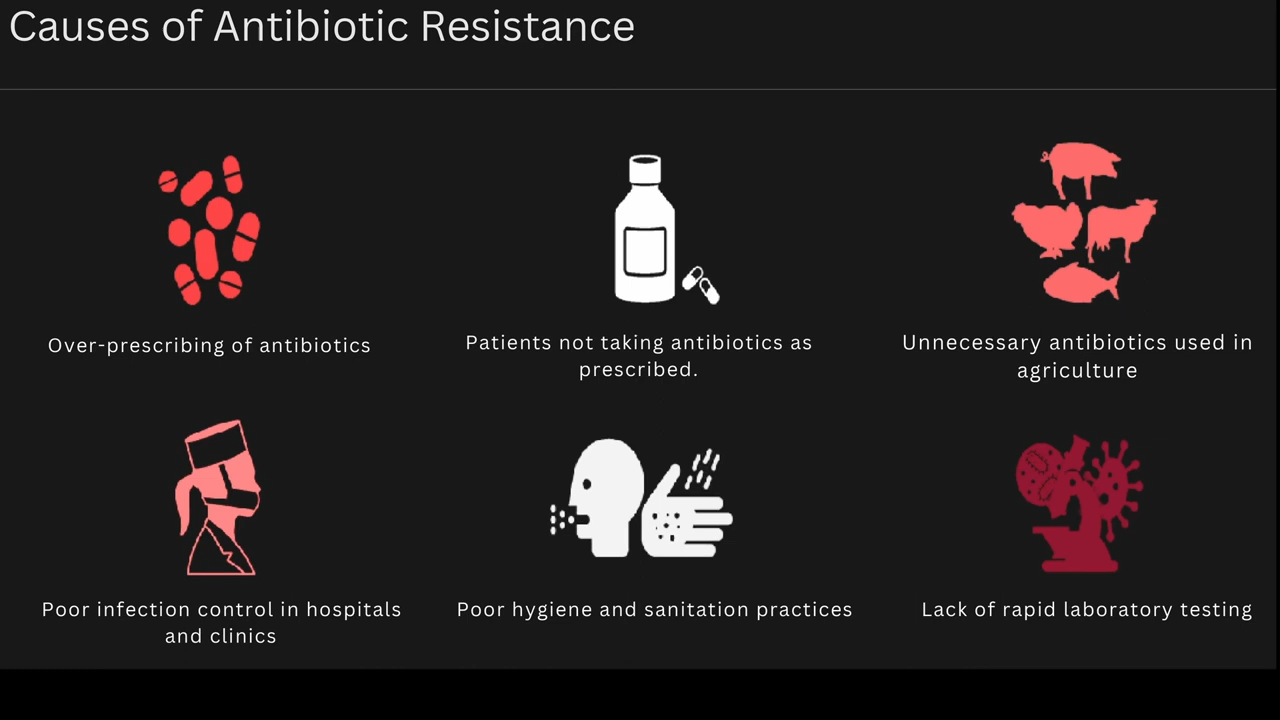 Causes of Antibiotic Resistance
Over-prescribing of antibiotics
Patients not taking antibiotics as
prescribed.
Unnecessary antibiotics used in
agriculture
Poor infection control in hospitals
and clinics
Poor hygiene and sanitation practices
Lack of rapid laboratory testing